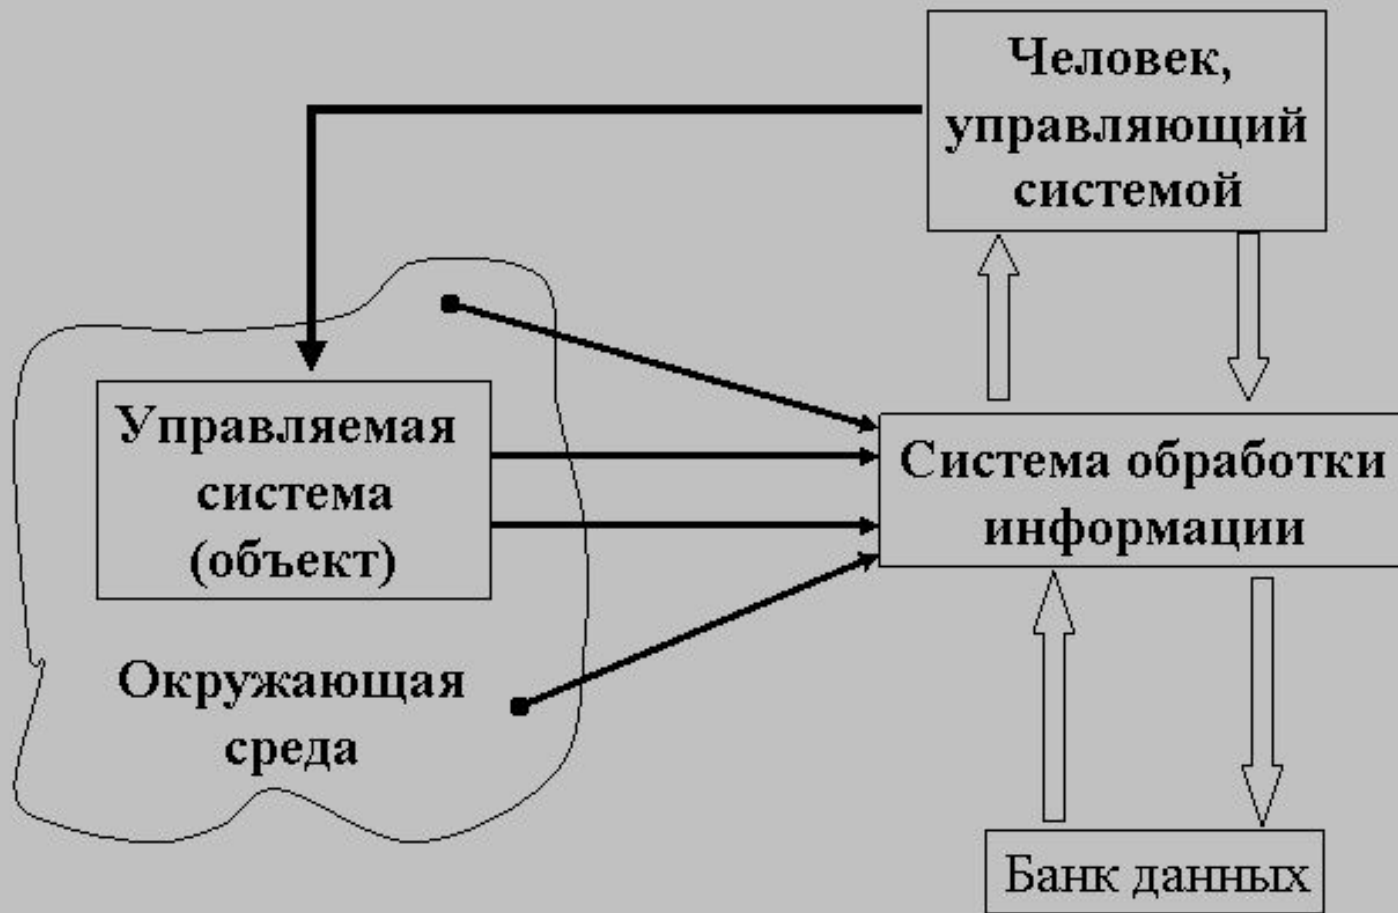 Человек,
управляющий
системой
Управляемая
система
(объект)
Система обработки
информации
Окружающая
среда
Банк данных